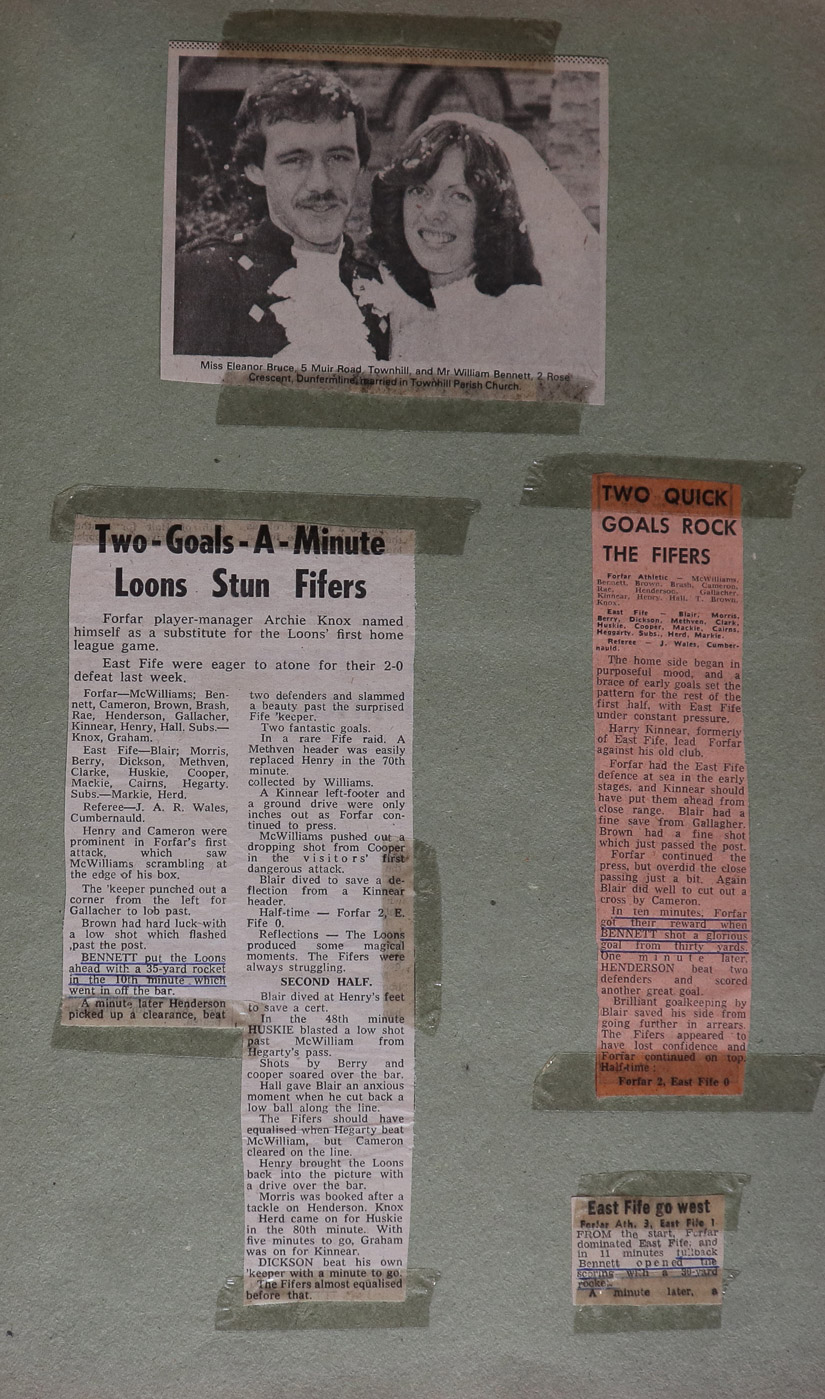 Miss Eleanor Bruce, 5 Muir Road, Townhill, and Mr William Bennett, 2 Rose
Crescent, Dunfermline, married in Townhill Parish Church.
Two-Goals-A-Minute
Loons Stun Fifers
Forfar player-manager Archie Knox named
himself as a substitute for the Loons' first home
league game.
East Fife were eager to atone for their 2-0
defeat last week.
Forfar—McWilliams; Ben-
nett, Cameron, Brown, Brash,
Rae, Henderson, Gallacher,
Kinnear, Henry, Hall. Subs.—
Knox, Graham.
East Fife—Blair; Morris,
Berry, Dickson, Methven,
Clarke, Huskie, Cooper,
Mackie, Cairns, Hegarty.
Subs.—Markie, Herd.
Referee—J. A. R. Wales,
Cumbernauld.
Henry and Cameron were
prominent in Forfar's first
attack, which saw
McWilliams scrambling at
the edge of his box.
The 'keeper punched out a
corner from the left for
Gallacher to lob past.
Brown had hard luck with
a low shot which flashed
past the post.
BENNETT put the Loons
ahead with a 35-yard rocket
in the 10th minute which
went in off the bar.
A minute later Henderson
picked up a clearance, beat
two defenders and slammed
a beauty past the surprised
Fife 'keeper.
Two fantastic goals.
In a rare Fife raid. A
Methven header was easily
replaced Henry in the 70th
minute.
collected by Williams.
A Kinnear left-footer and
a ground drive were only
inches out as Forfar con-
tinued to press.
McWilliams pushed out a
dropping shot from Cooper
in the visitors' first
dangerous attack.
Blair dived to save a de-
flection from a Kinnear
header.
Half-time — Forfar 2, E.
Fife 0.
Reflections — The Loons
produced some magical
moments. The Fifers were
always struggling.
SECOND HALF.
Blair dived at Henry's feet
to save a cert.
In the 48th minute
HUSKIE blasted a low shot
past McWilliam from
Hegarty's pass.
Shots by Berry and
cooper soared over the bar.
Hall gave Blair an anxious
moment when he cut back a
low ball along the line.
The Fifers should have
equalised when Hegarty beat
McWilliam, but Cameron
cleared on the line.
Henry brought the Loons
back into the picture with
a drive over the bar.
Morris was booked after a
tackle on Henderson. Knox
Herd came on for Huskie
in the 80th minute. With
five minutes to go, Graham
was on for Kinnear.
DICKSON beat his own
'keeper with a minute to go.
The Fifers almost equalised
before that.
TWO QUICK
GOALS ROCK
THE FIFERS
Forfar Athletic — McWilliams,
Bennett, Brown, Brash, Cameron,
Rae, Henderson, Gallacher,
Kinnear, Henry, Hall, T. Brown,
Knox.
East Fife — Blair, Morris,
Berry, Dickson, Methven, Clark,
Huskie, Cooper, Mackie, Cairns,
Heggarty. Subs., Herd, Markie.
Referee — J. Wales, Cumber-
nauld.
The home side began in
purposeful mood, and a
brace of early goals set the
pattern for the rest of the
first half, with East Fife
under constant pressure.
Harry Kinnear, formerly
of East Fife, lead Forfar
against his old club.
Forfar had the East Fife
defence at sea in the early
stages, and Kinnear should
have put them ahead from
close range. Blair had a
fine save from Gallagher.
Brown had a fine shot
which just passed the post.
Forfar continued the
press, but overdid the close
passing just a bit. Again
Blair did well to cut out a
cross by Cameron.
In ten minutes, Forfar
got their reward when
BENNETT shot a glorious
goal from thirty yards.
One minute later,
HENDERSON beat two
defenders and scored
another great goal.
Brilliant goalkeeping by
Blair saved his side from
going further in arrears.
The Fifers appeared to
have lost confidence and
Forfar continued on top.
Half-time:
Forfar 2, East Fife 0
East Fife go west
Forfar Ath. 3, East Fife 1
FROM the start, Forfar
dominated East Fife, and
in 11 minutes fullback
Bennett opened the
scoring with a 30-yard
rocket.
A minute later, a